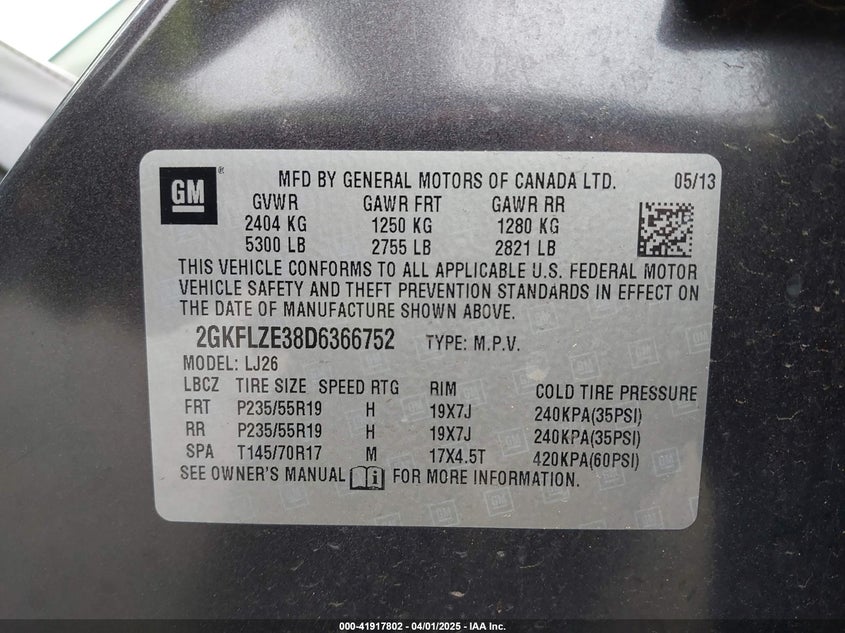 GM ® MFD BY GENERAL MOTORS OF CANADA LTD. 05/13
GVWR GAWR FRT GAWR RR
2404 KG 1250 KG 1280 KG
5300 LB 2755 LB 2821 LB
THIS VEHICLE CONFORMS TO ALL APPLICABLE U.S. FEDERAL MOTOR
VEHICLE SAFETY AND THEFT PREVENTION STANDARDS IN EFFECT ON
THE DATE OF MANUFACTURE SHOWN ABOVE.
2GKFLZE38D6366752 TYPE: M.P.V.
MODEL: LJ26
LBCZ TIRE SIZE SPEED RTG RIM COLD TIRE PRESSURE
FRT P235/55R19 H 19X7J 240KPA(35PSI)
RR P235/55R19 H 19X7J 240KPA(35PSI)
SPA T145/70R17 M 17X4.5T 420KPA(60PSI)
SEE OWNER'S MANUAL FOR MORE INFORMATION.
000-41917802 - 04/01/2025 - IAA Inc.